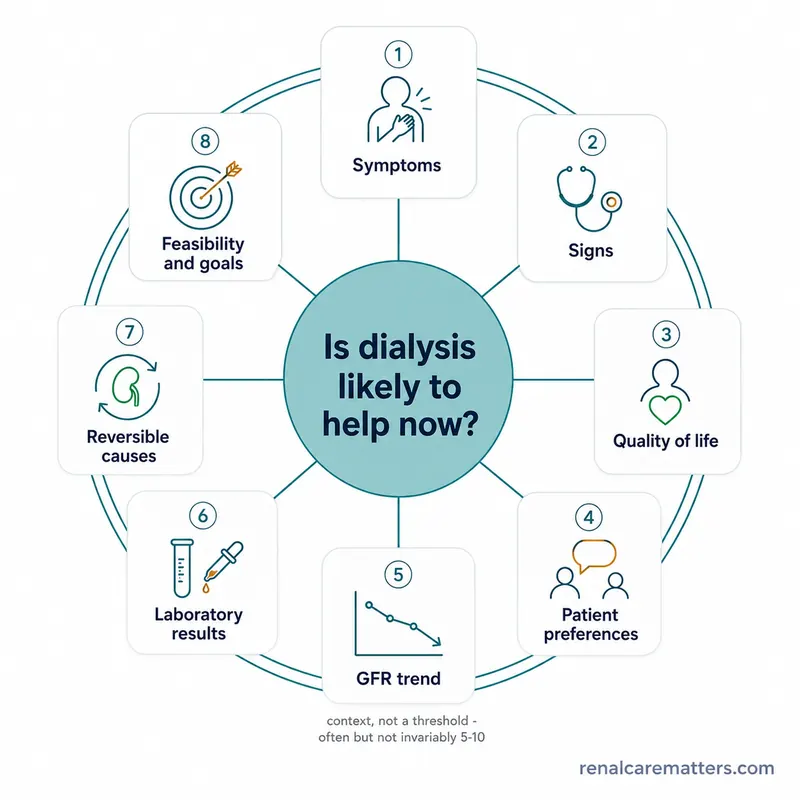 Is dialysis
likely to
help now?
1
Symptoms
2
Signs
3
Quality of life
4
Patient
preferences
5
GFR trend
context, not a threshold -
often but not invariably 5-10
6
Laboratory
results
7
Reversible
causes
8
Feasibility
and goals
renalcarematters.com